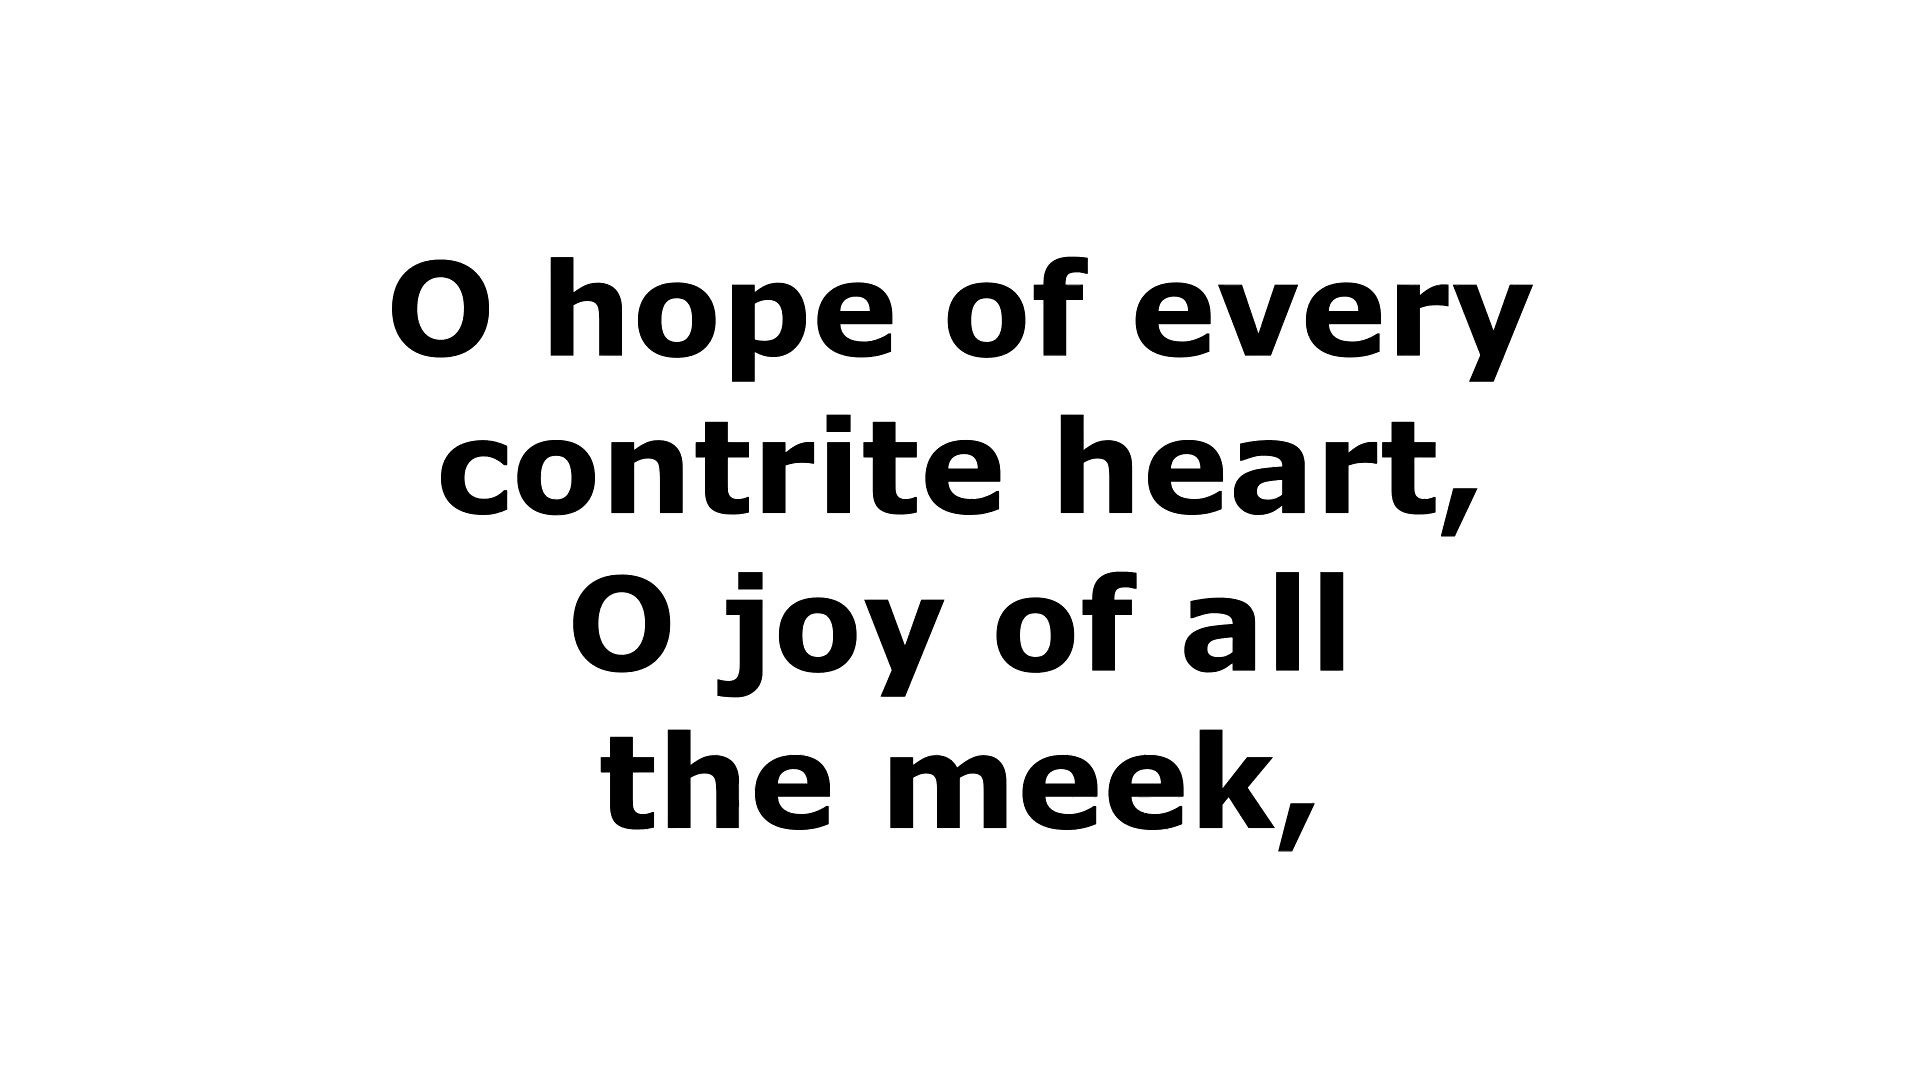 O hope of every
contrite heart,
O joy of all
the meek,